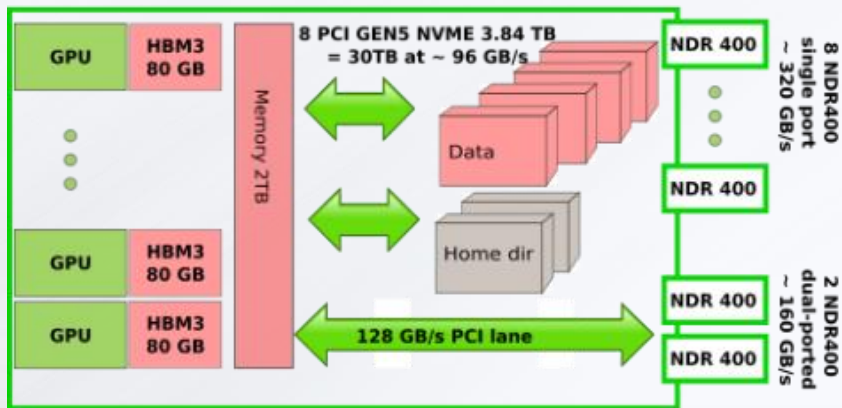 GPU
HBM3
80 GB
Memory 2TB
8 PCI GEN5 NVME 3.84 TB
= 30TB at ~ 96 GB/s
Data
Home dir
GPU
HBM3
80 GB
GPU
HBM3
80 GB
128 GB/s PCI lane
NDR 400
NDR 400
8 NDR400
single port
~ 320 GB/s
NDR 400
NDR 400
2 NDR400
dual-ported
~ 160 GB/s